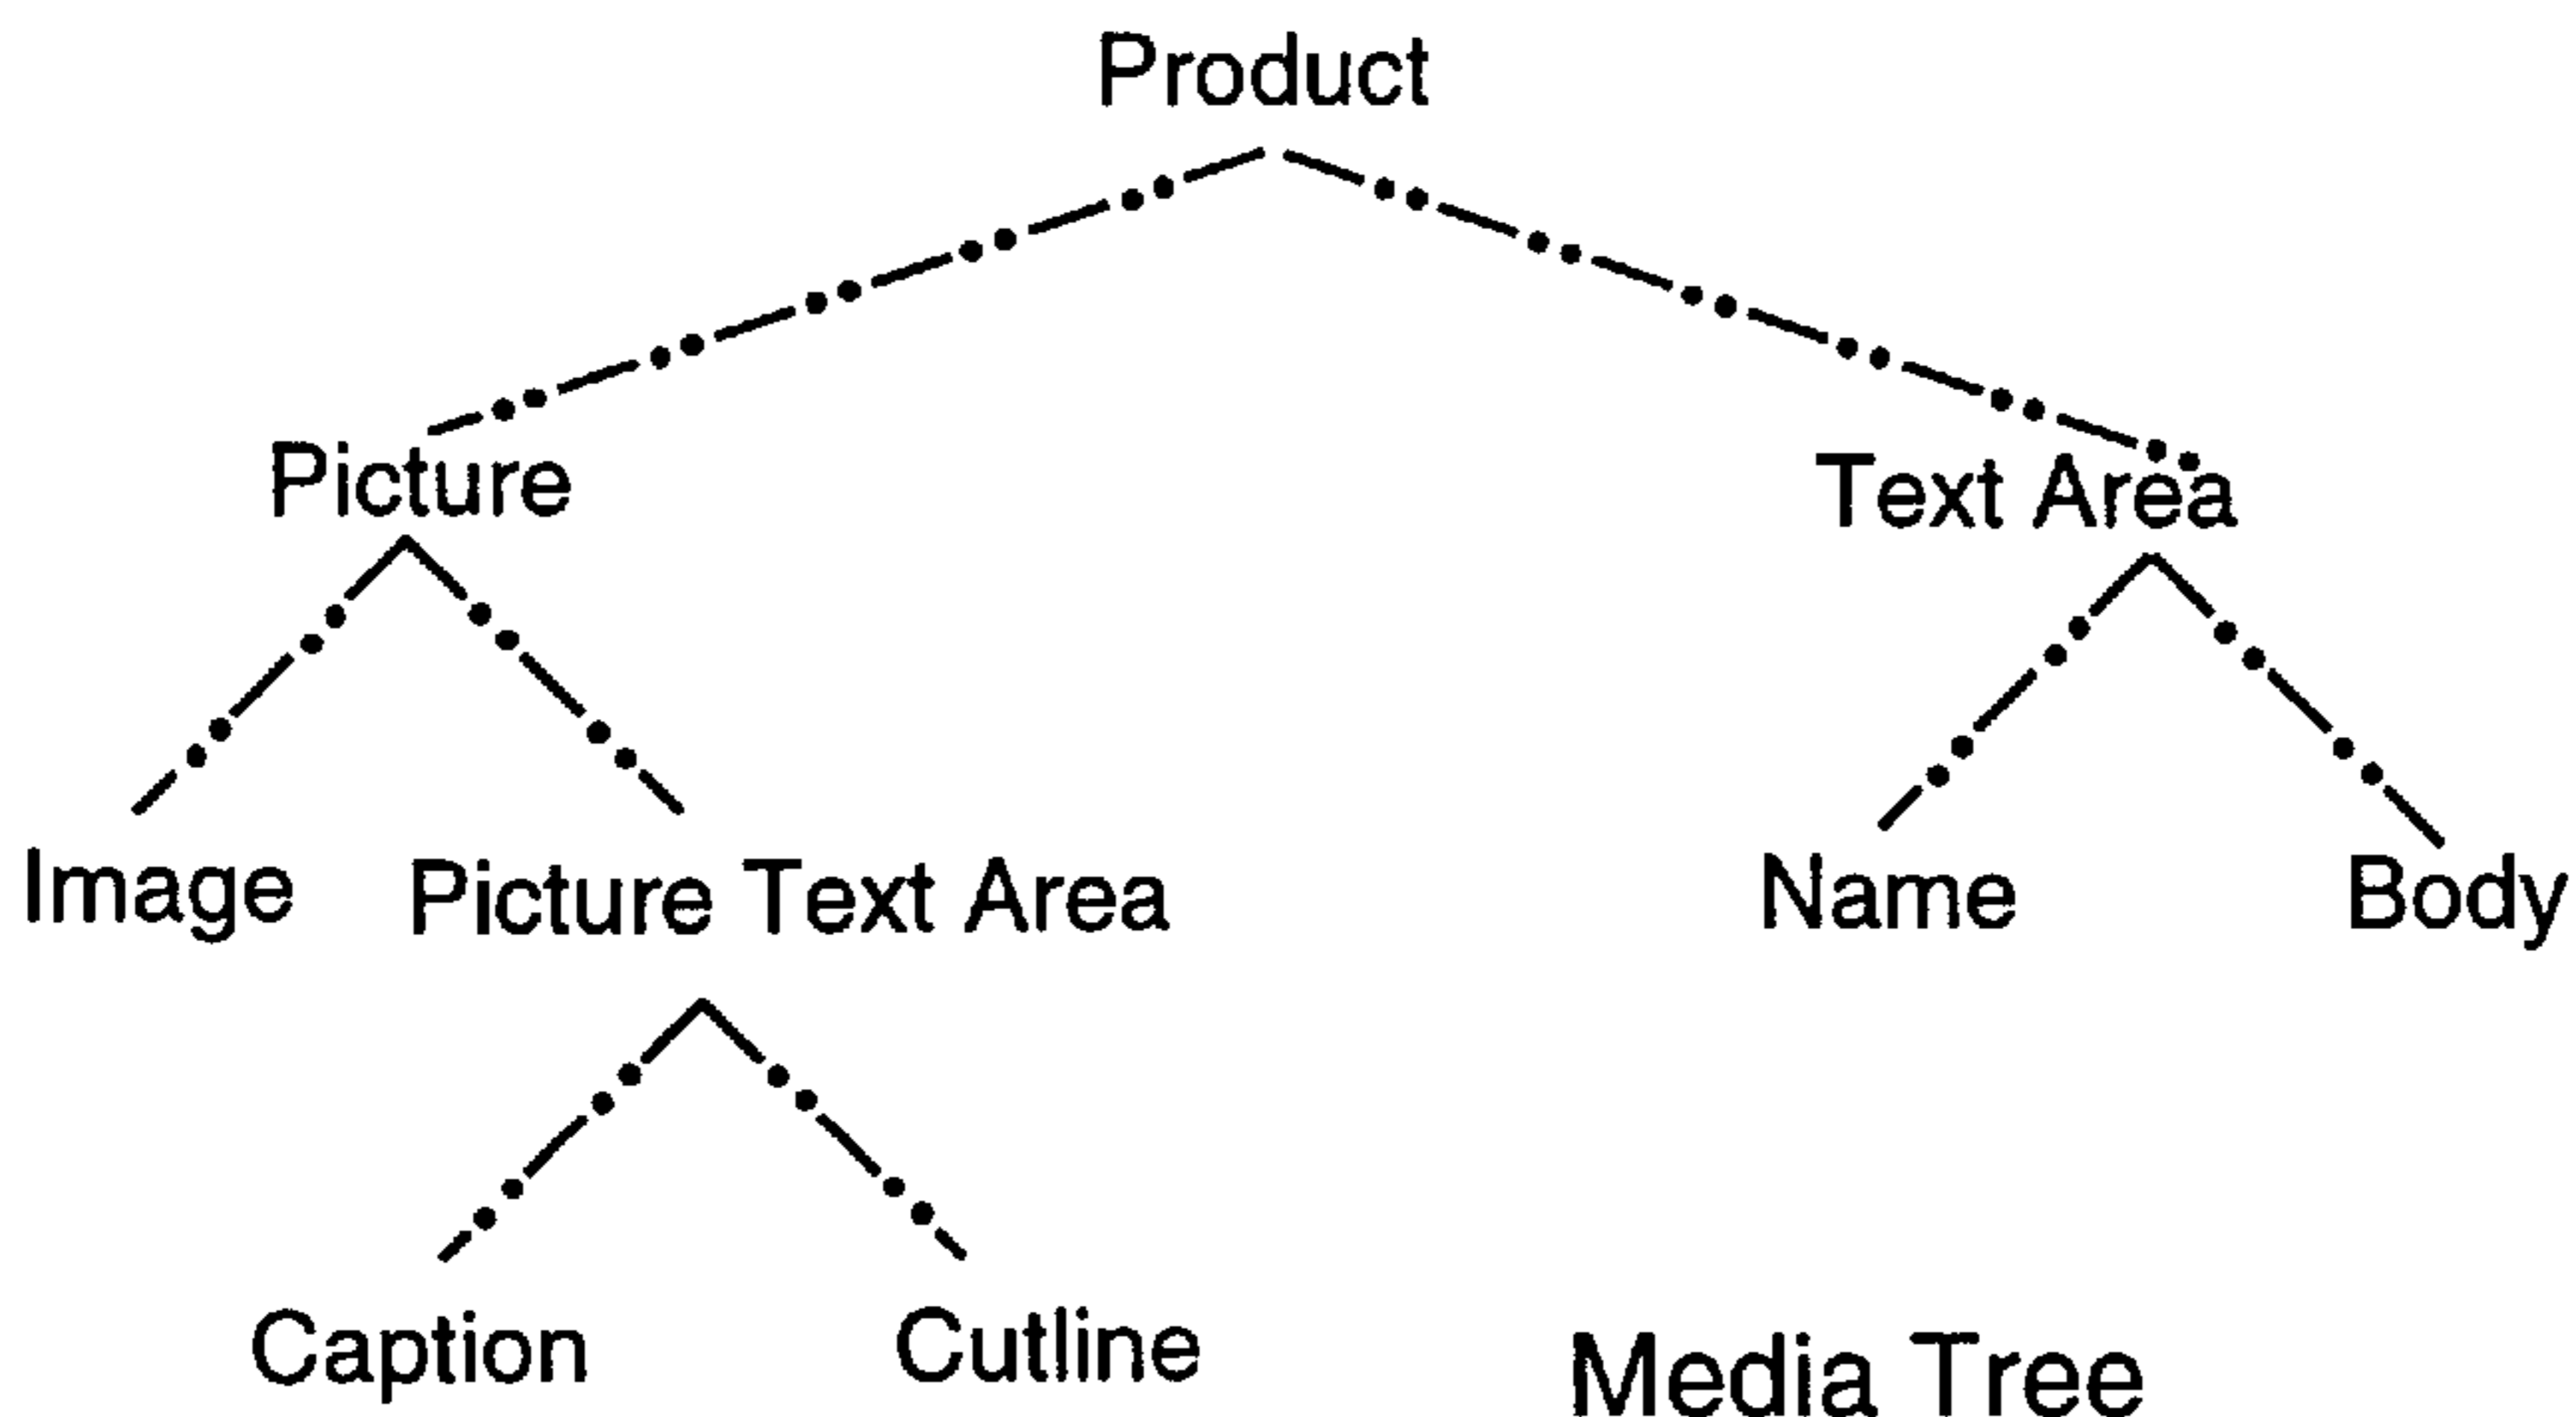 Product
Picture
Text Area
Image
Picture Text Area
Name
Body
Caption
Cutline
Media Tree